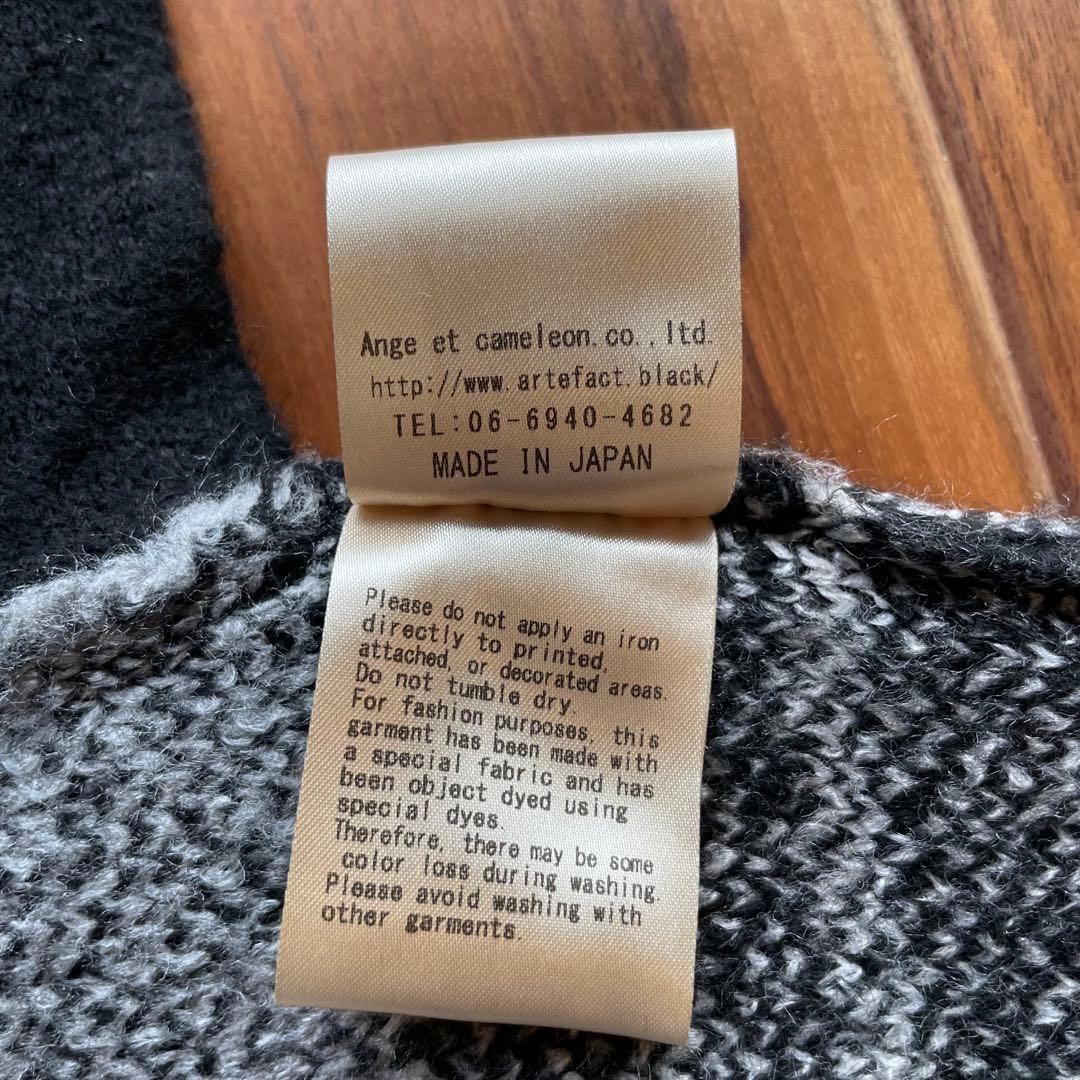 Ange et cameleon.co.,ltd.
http://www.artefact.black/
TEL:06-6940-4682
MADE IN JAPAN
Please do not apply an iron
directly to printed,
attached, or decorated areas.
Do not tumble dry.
For fashion purposes, this
garment has been made with
a special fabric and has
been object dyed using
special dyes.
Therefore, there may be some
color loss during washing.
Please avoid washing with
other garments.